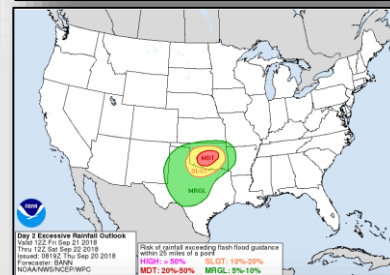 MDT
SLGT
MRGL
NOAA
Day 2 Excessive Rainfall Outlook
Valid 12Z Fri Sep 21 2018
Thru 12Z Sat Sep 22 2018
Issued: 0819Z Thu Sep 20 2018
Forecaster: BANN
NOAA/NWS/NCEP/WPC
Risk of rainfall exceeding flash flood guidance
within 25 miles of a point
HIGH: > 50% SLGT: 10%-20%
MDT: 20%-50% MRGL: 5%-10%